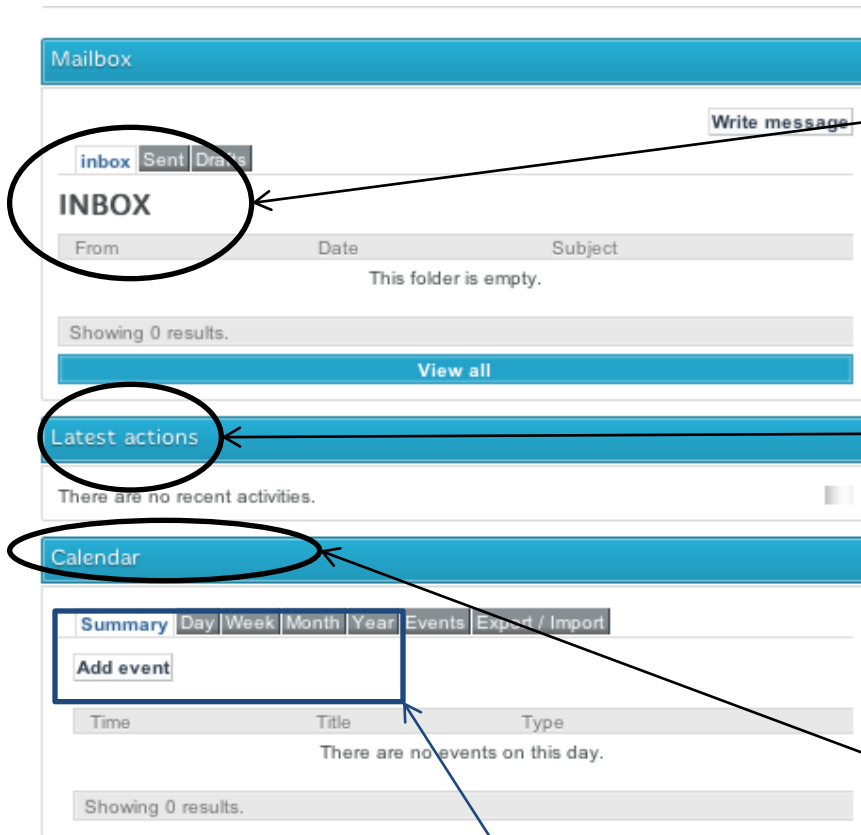 Mailbox
Write message
inbox Sent Drafts
INBOX
From Date Subject
This folder is empty.
Showing 0 results.
View all
Latest actions
There are no recent activities.
Calendar
Summary Day Week Month Year Events Export / Import
Add event
Time Title Type
There are no events on this day.
Showing 0 results.